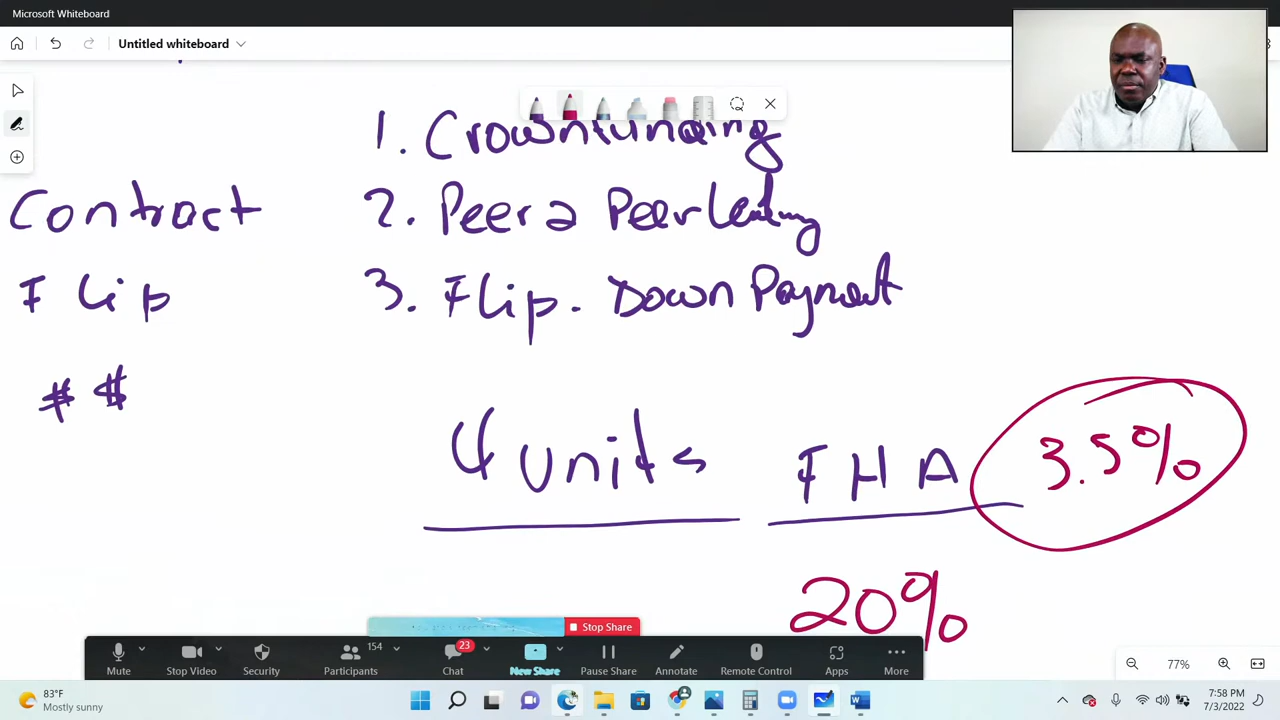 Microsoft Whiteboard
Untitled whiteboard
1. Crownfunding
Contract
2. Peer 2 Peer Lending
Flip
3. Flip. Down Payment
$ $
4 units FHA 3.5%
20%
Stop Share
Mute
Stop Video
Security
154
Participants
23
Chat
New Share
Pause Share
Annotate
Remote Control
Apps
More
77%
83°F
Mostly sunny
7:58 PM
7/3/2022